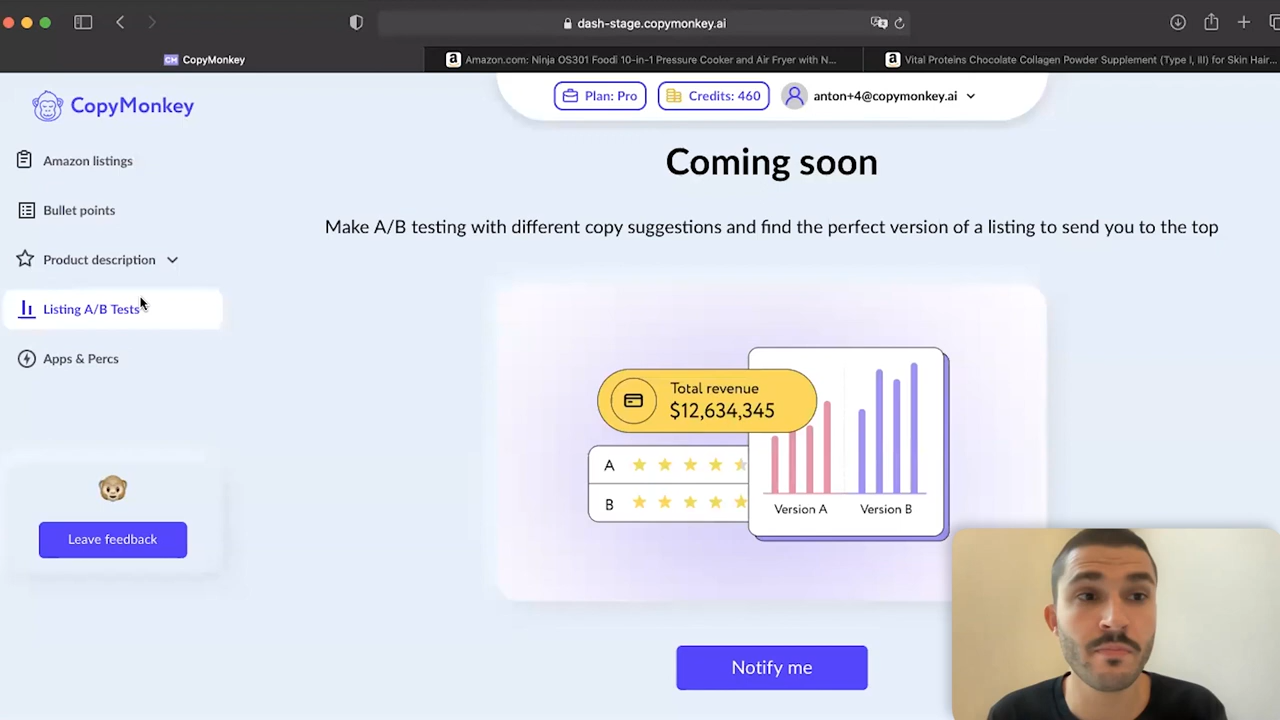 dash-stage.copymonkey.ai
CH CopyMonkey
a Amazon.com: Ninja OS301 Foodi 10-in-1 Pressure Cooker and Air Fryer with N...
a Vital Proteins Chocolate Collagen Powder Supplement (Type I, III) for Skin Hair...
CopyMonkey
Plan: Pro
Credits: 460
anton+4@copymonkey.ai
Amazon listings
Bullet points
Product description
Listing A/B Tests
Apps & Percs
Leave feedback
Coming soon
Make A/B testing with different copy suggestions and find the perfect version of a listing to send you to the top
Total revenue
$12,634,345
A
B
Version A
Version B
Notify me